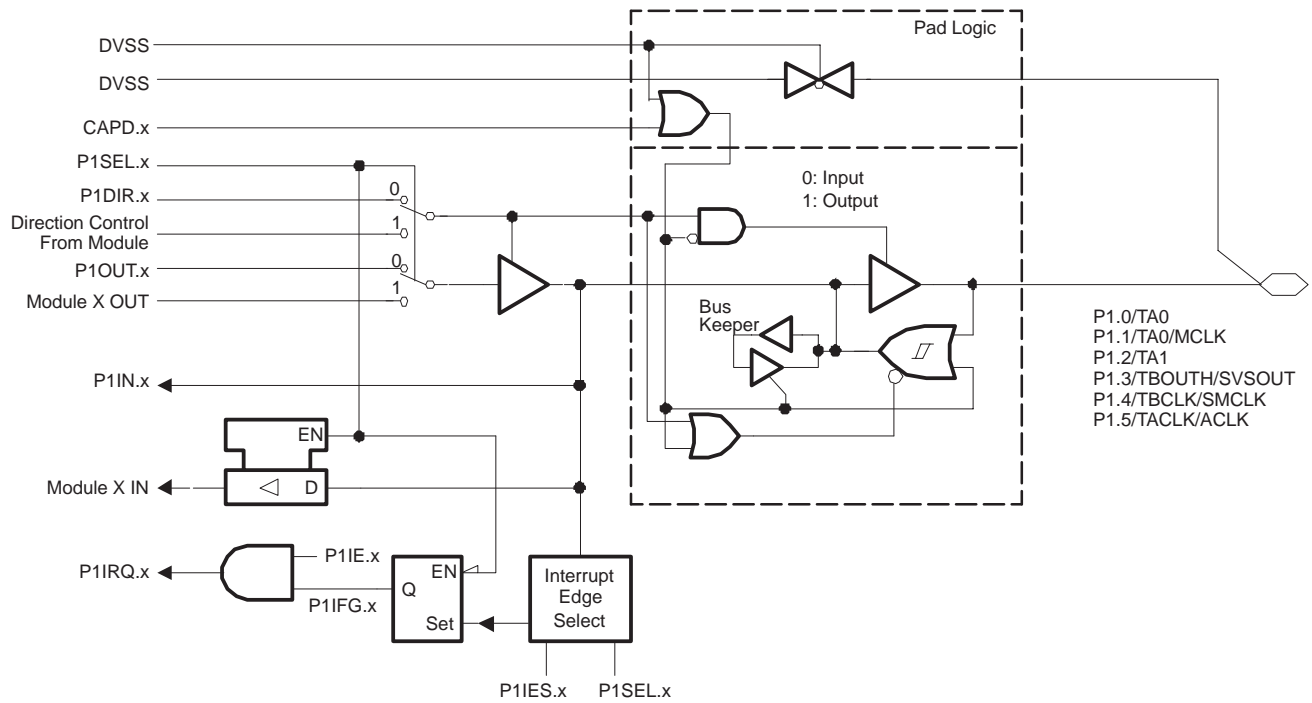 Pad Logic
DVSS
DVSS
CAPD.x
P1SEL.x
P1DIR.x
0
Direction Control
From Module
1
P1OUT.x
0
Module X OUT
1
0: Input
1: Output
Bus
Keeper
P1.0/TA0
P1.1/TA0/MCLK
P1.2/TA1
P1.3/TBOUTH/SVSOUT
P1.4/TBCLK/SMCLK
P1.5/TACLK/ACLK
P1IN.x
EN
Module X IN
D
P1IRQ.x
P1IE.x
P1IFG.x
EN
Q
Set
Interrupt
Edge
Select
P1IES.x
P1SEL.x